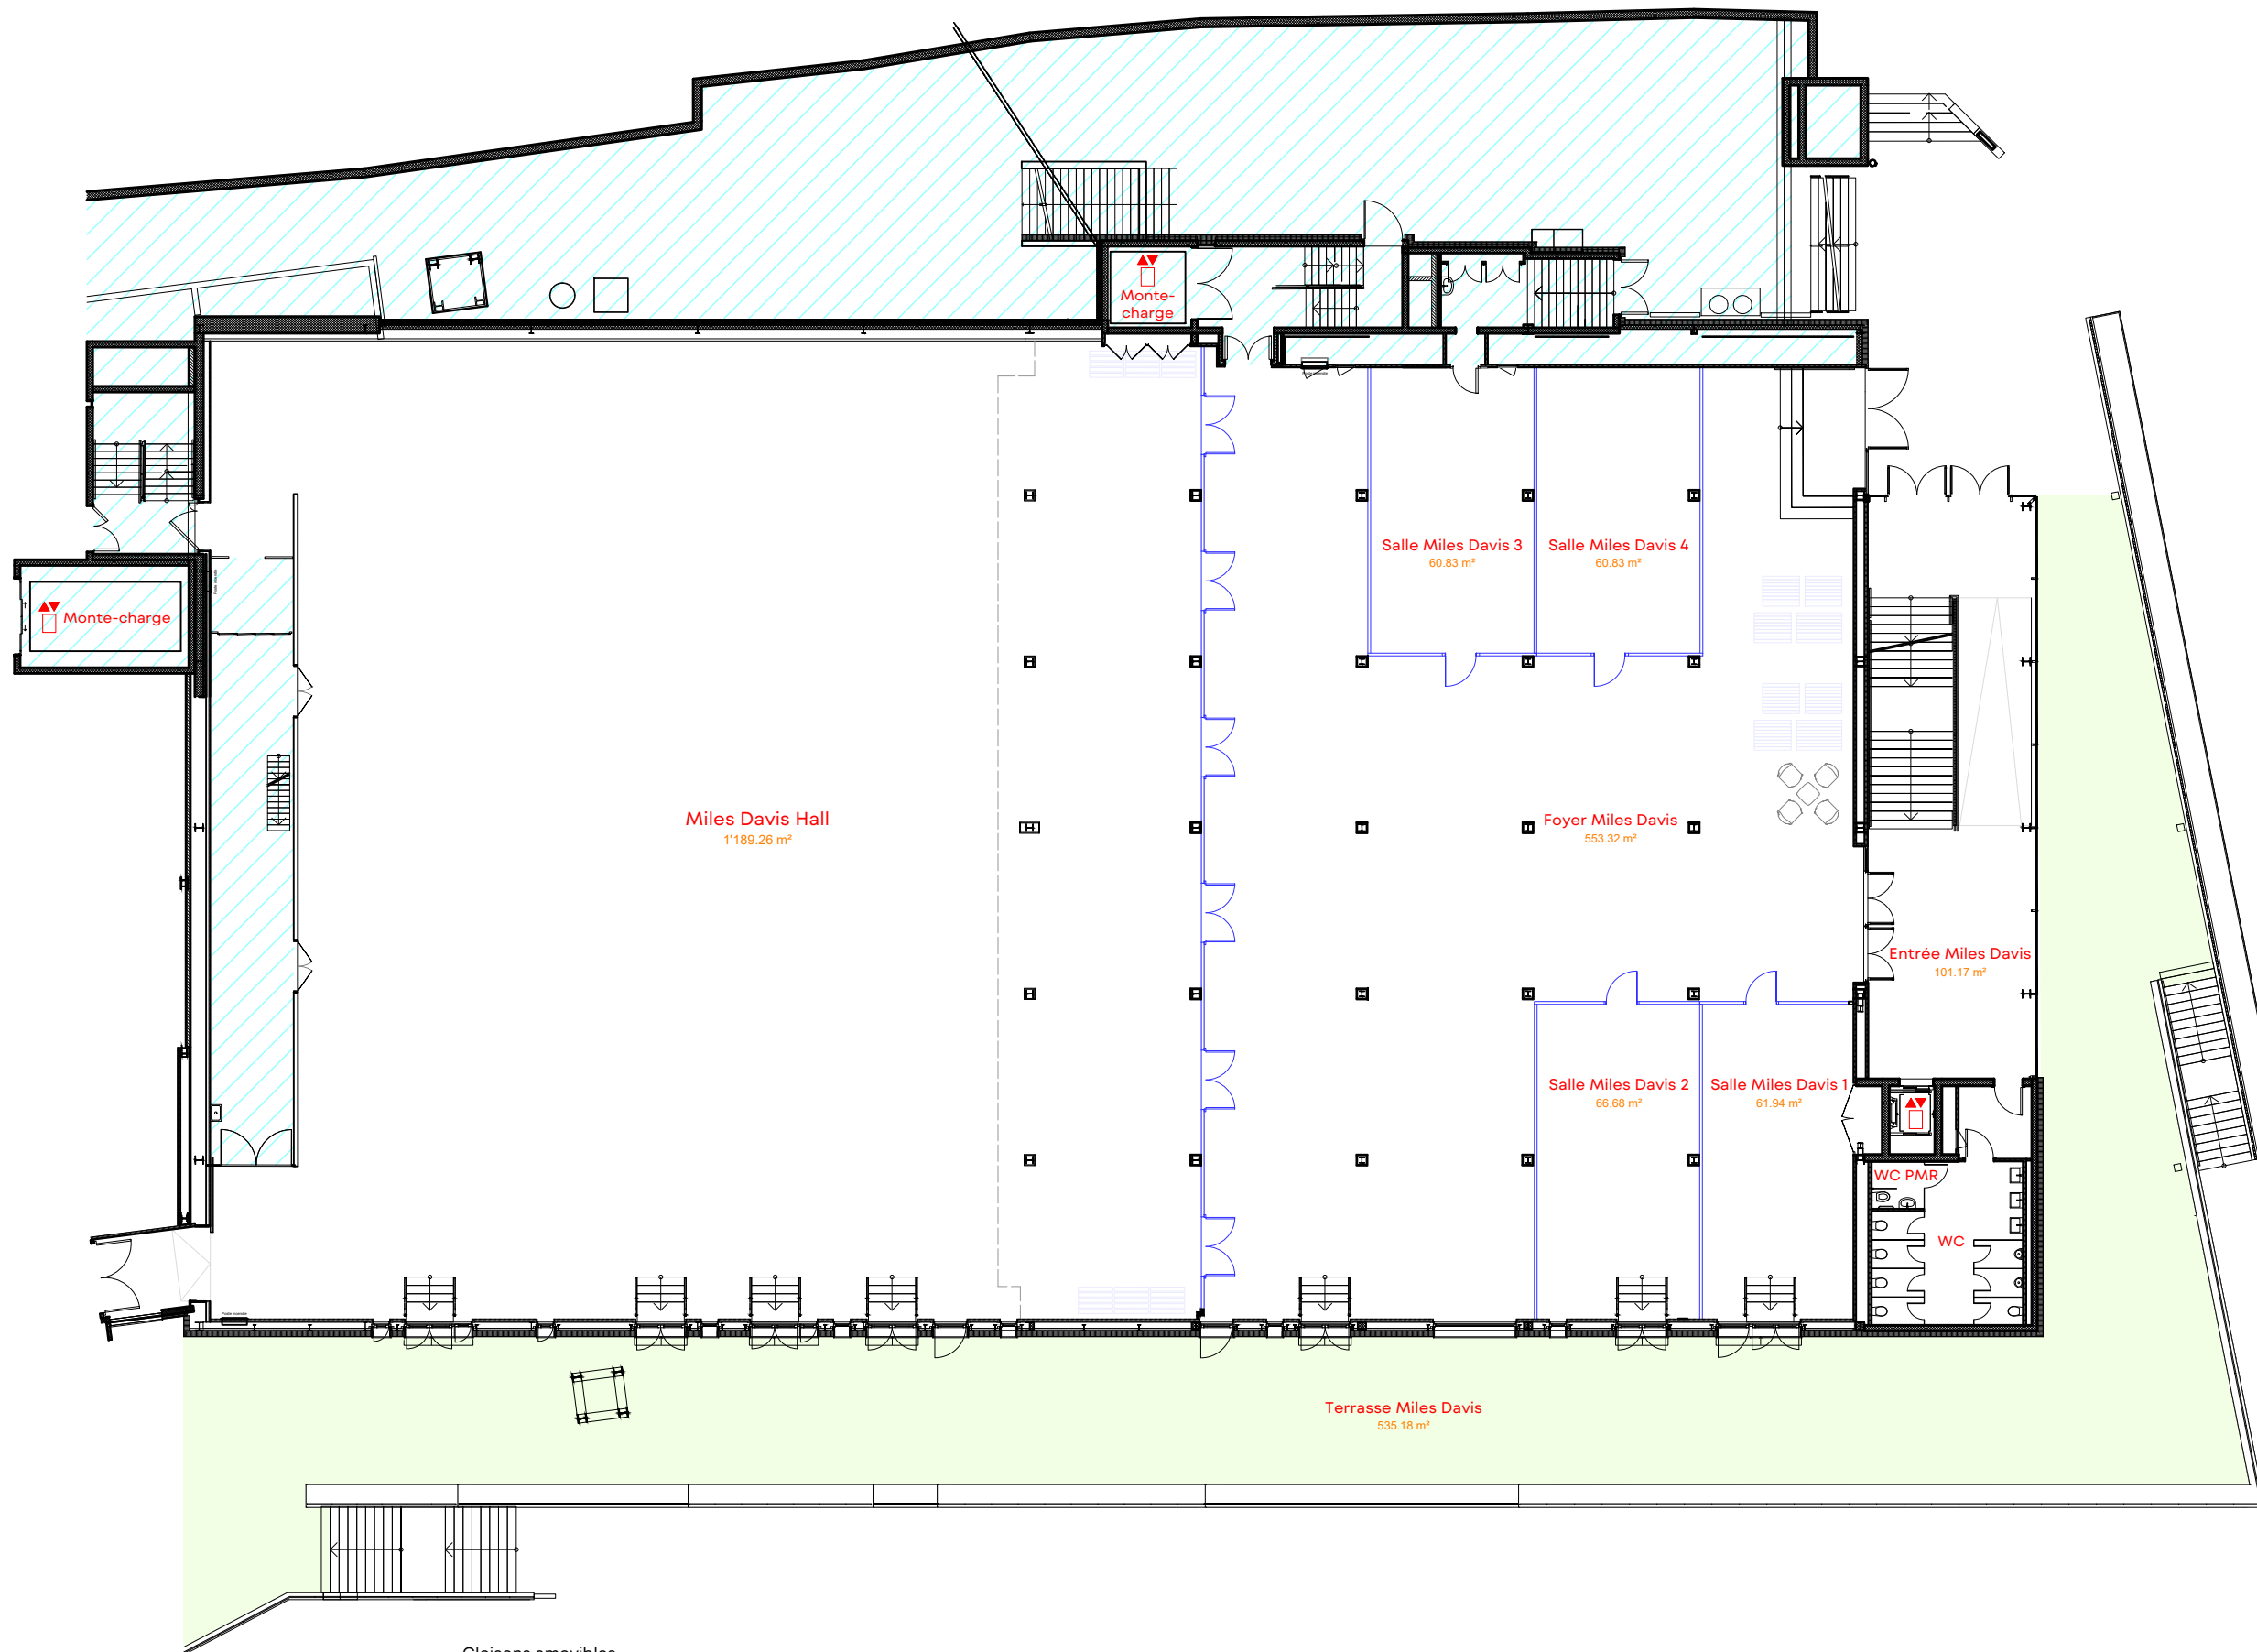 Monte-
charge
Salle Miles Davis 3
60.83 m²
Salle Miles Davis 4
60.83 m²
Monte-charge
Miles Davis Hall
1'189.26 m²
Foyer Miles Davis
553.32 m²
Entrée Miles Davis
101.17 m²
Salle Miles Davis 2
66.68 m²
Salle Miles Davis 1
61.94 m²
WC PMR
WC
Poste incendie
Terrasse Miles Davis
535.18 m²